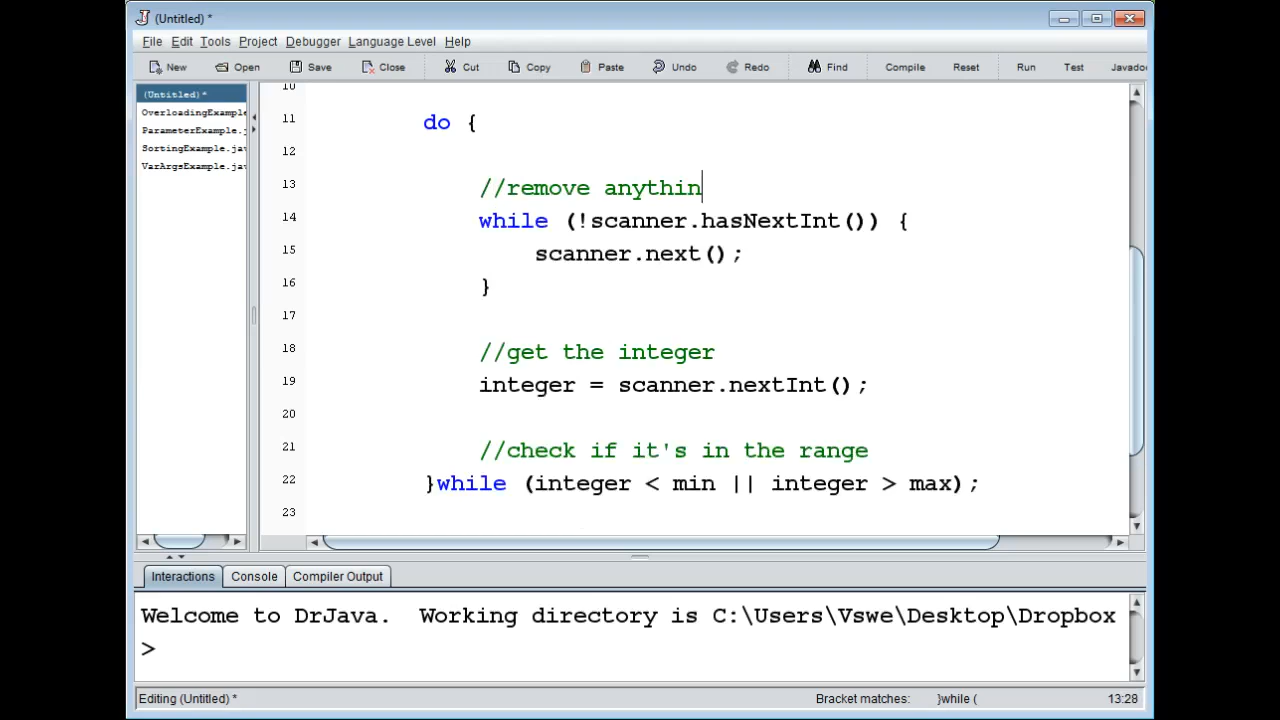 (Untitled) *
File Edit Tools Project Debugger Language Level Help
New Open Save Close Cut Copy Paste Undo Redo Find Compile Reset Run Test Javado
(Untitled) *
OverloadingExample
ParameterExample.j
SortingExample.jav
VarArgsExample.jav
10
11 do {
12
13 //remove anythin
14 while (!scanner.hasNextInt()) {
15 scanner.next();
16 }
17
18 //get the integer
19 integer = scanner.nextInt();
20
21 //check if it's in the range
22 }while (integer < min || integer > max);
23
Interactions Console Compiler Output
Welcome to DrJava. Working directory is C:\Users\Vswe\Desktop\Dropbox
>
Editing (Untitled) * Bracket matches: }while ( 13:28